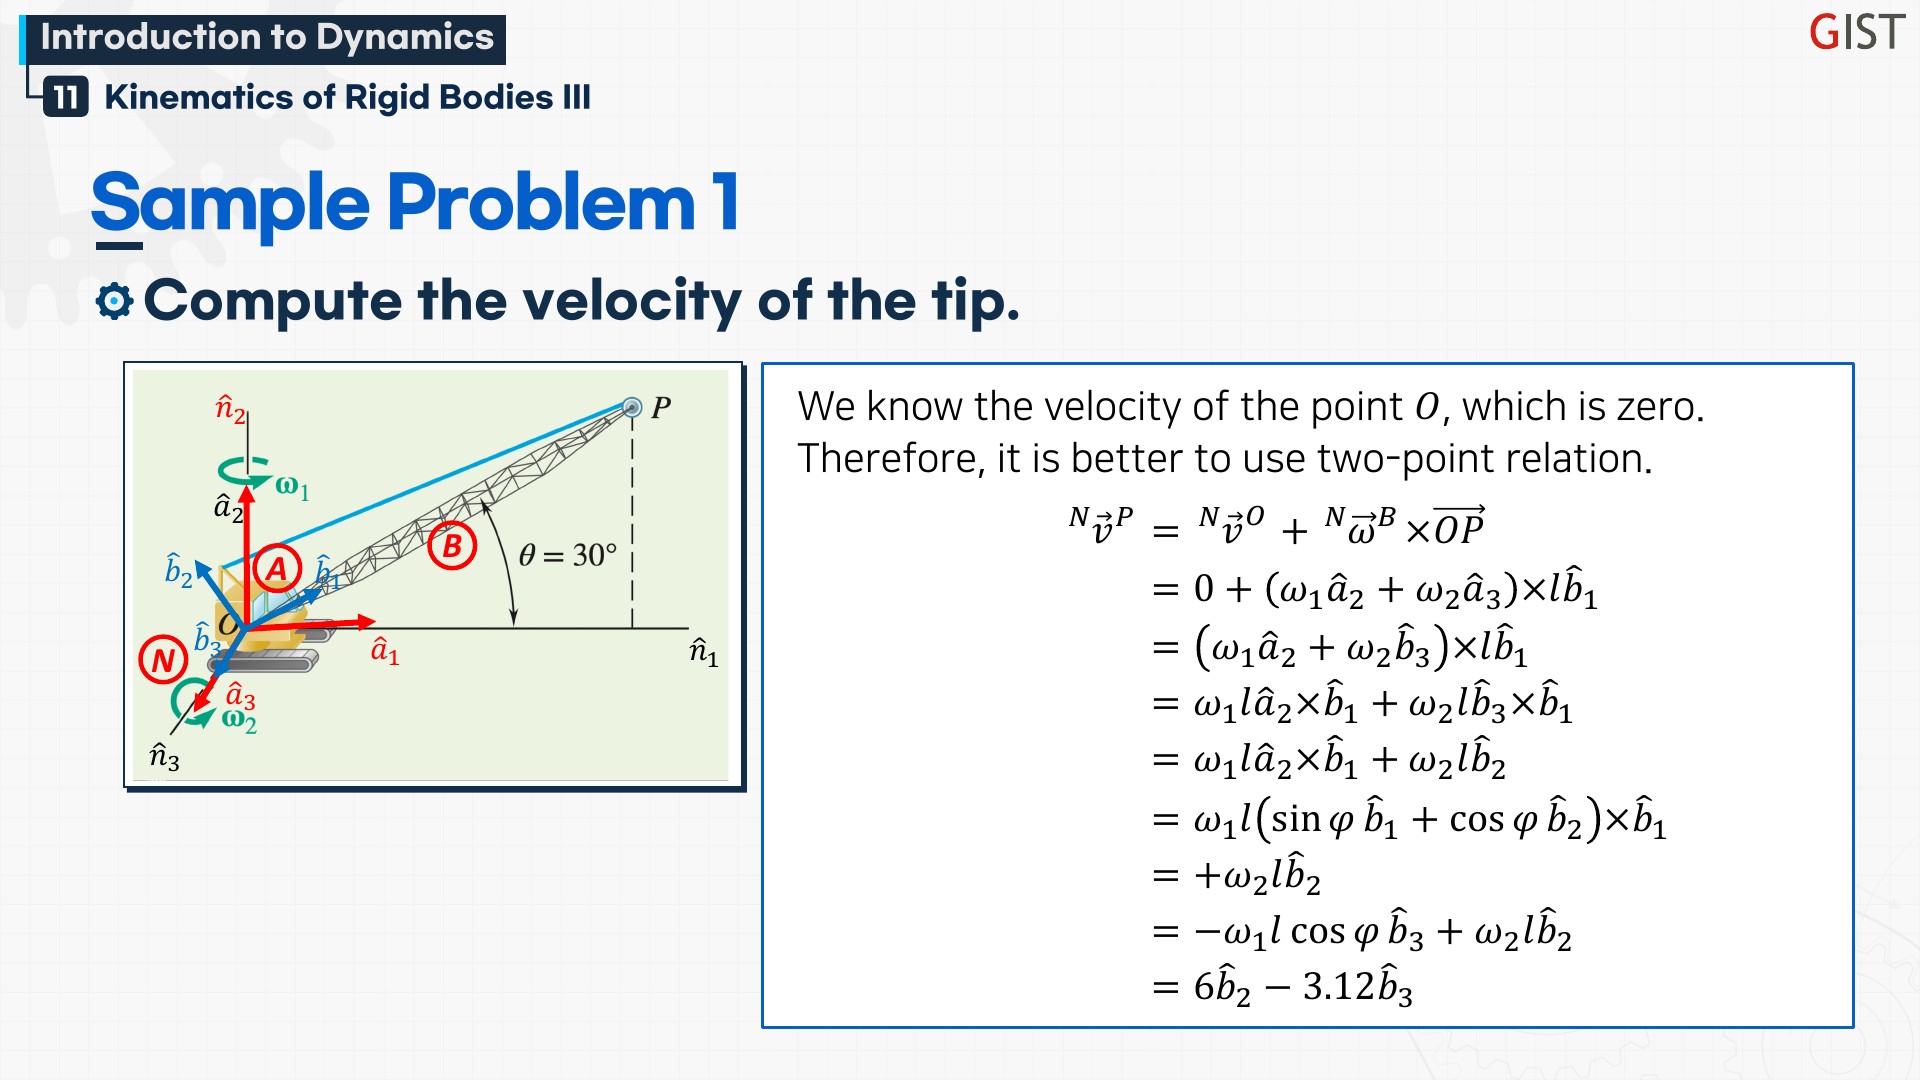 Introduction to Dynamics
GIST
11 Kinematics of Rigid Bodies III
Sample Problem 1
Compute the velocity of the tip.
n̂₂
P
ω₁
â₂
B
θ = 30°
A
b̂₂
b̂₁
O
b̂₃
N
â₁
n̂₁
â₃
ω₂
n̂₃
We know the velocity of the point O, which is zero.
Therefore, it is better to use two-point relation.
ᴺv⃗ᴾ = ᴺv⃗ᴼ + ᴺω⃗ᴮ × OP⃗
= 0 + (ω₁â₂ + ω₂â₃)×lb̂₁
= (ω₁â₂ + ω₂b̂₃)×lb̂₁
= ω₁lâ₂×b̂₁ + ω₂lb̂₃×b̂₁
= ω₁lâ₂×b̂₁ + ω₂lb̂₂
= ω₁l(sin φ b̂₁ + cos φ b̂₂)×b̂₁
= +ω₂lb̂₂
= −ω₁l cos φ b̂₃ + ω₂lb̂₂
= 6b̂₂ − 3.12b̂₃